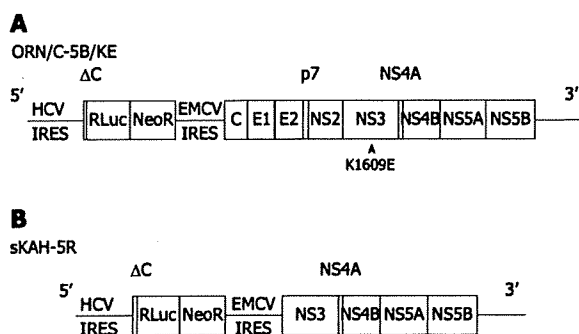 A
ORN/C-5B/KE
ΔC p7 NS4A
5′ 3′
HCV RLuc NeoR EMCV C E1 E2 NS2 NS3 NS4B NS5A NS5B
IRES IRES
K1609E
B
sKAH-5R
ΔC NS4A
5′ 3′
HCV EMCV
RLuc NeoR NS3 NS4B NS5A NS5B
IRES IRES